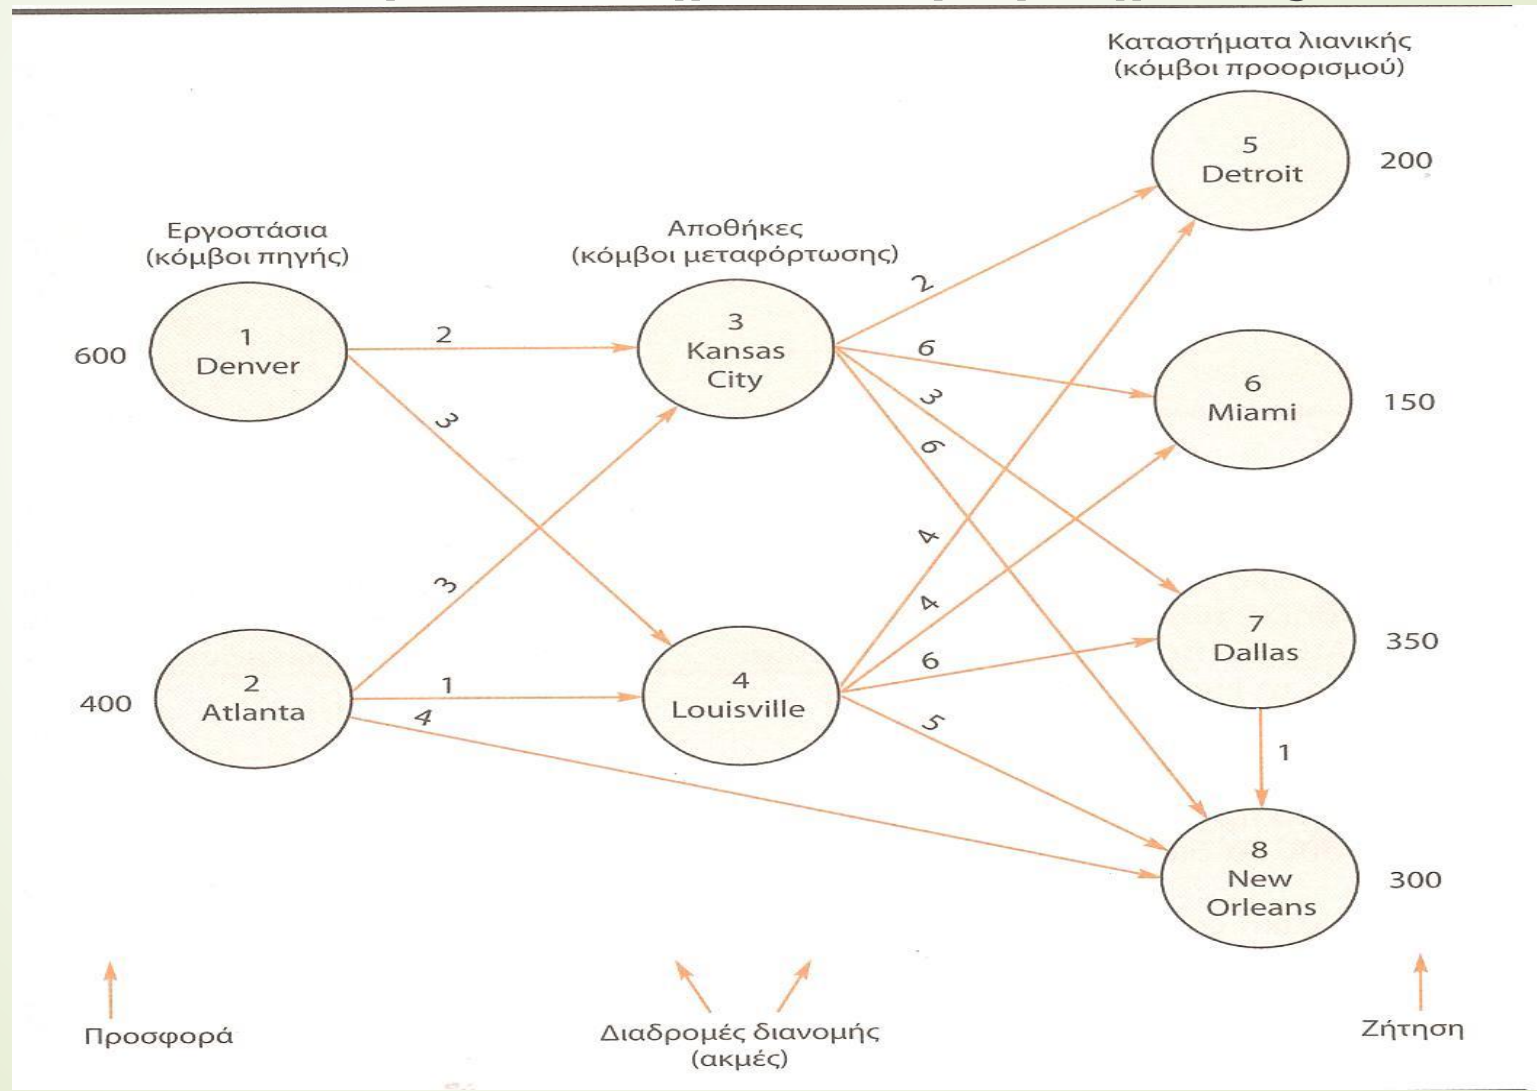 Καταστήματα λιανικής
(κόμβοι προορισμού)
5
Detroit
200
Εργοστάσια
(κόμβοι πηγής)
Αποθήκες
(κόμβοι μεταφόρτωσης)
2
1
Denver
600
2
3
Kansas
City
6
6
Miami
150
3
3
6
4
3
4
7
Dallas
350
6
2
Atlanta
400
1
4
4
Louisville
5
1
8
New
Orleans
300
Προσφορά
Διαδρομές διανομής
(ακμές)
Ζήτηση